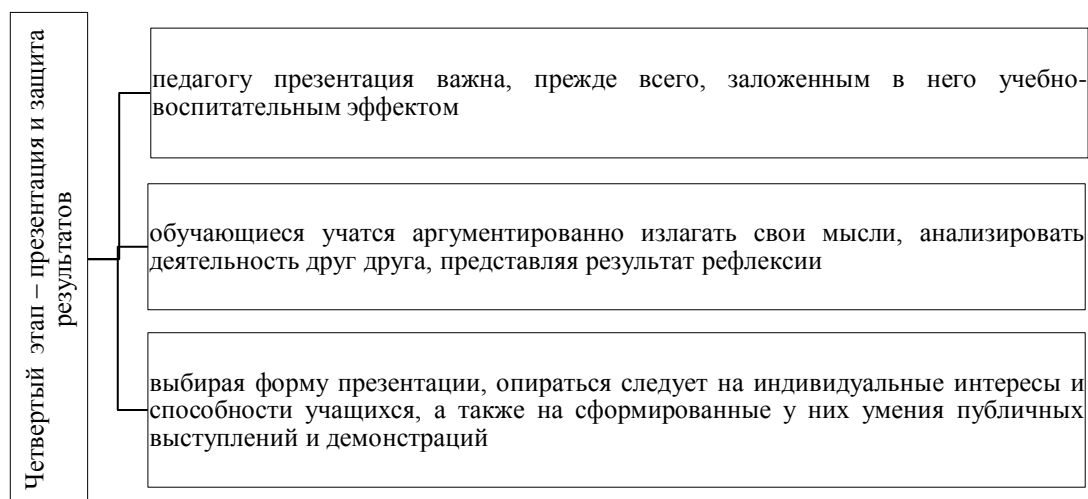 Четвертый этап – презентация и защита
результатов
педагогу презентация важна, прежде всего, заложенным в него учебно-
воспитательным эффектом
обучающиеся учатся аргументированно излагать свои мысли, анализировать
деятельность друг друга, представляя результат рефлексии
выбирая форму презентации, опираться следует на индивидуальные интересы и
способности учащихся, а также на сформированные у них умения публичных
выступлений и демонстраций